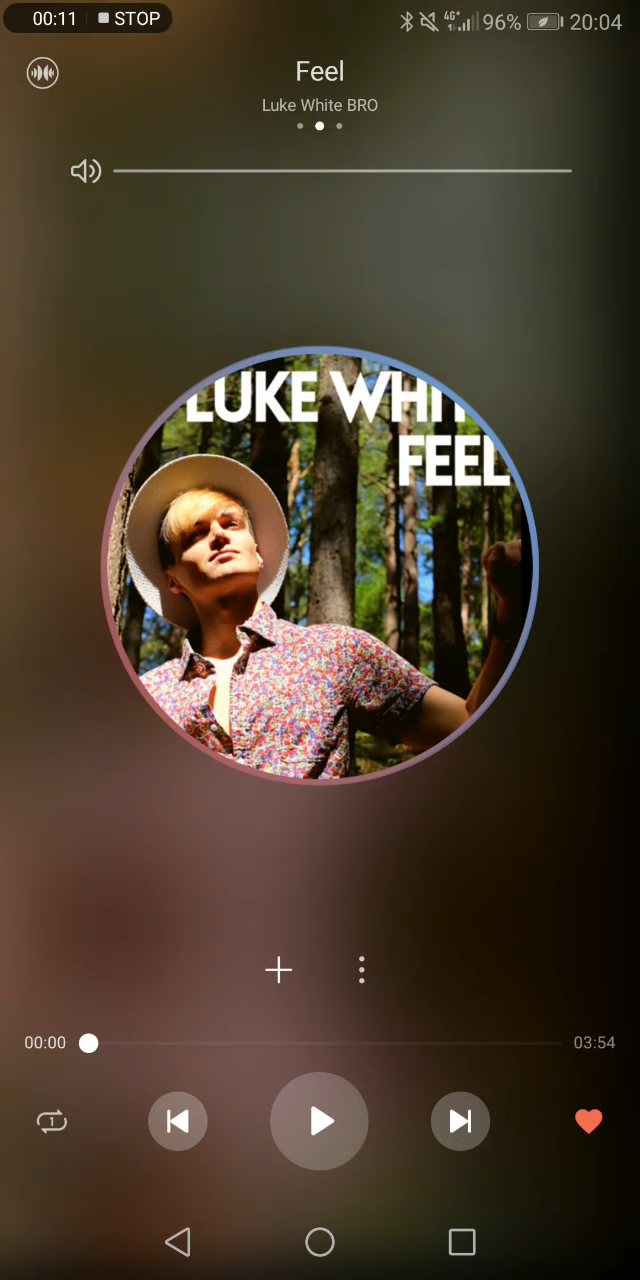 00:11 STOP 4G+ 96% 20:04
Feel
Luke White BRO
LUKE WHIT
FEEL
00:00 03:54
1